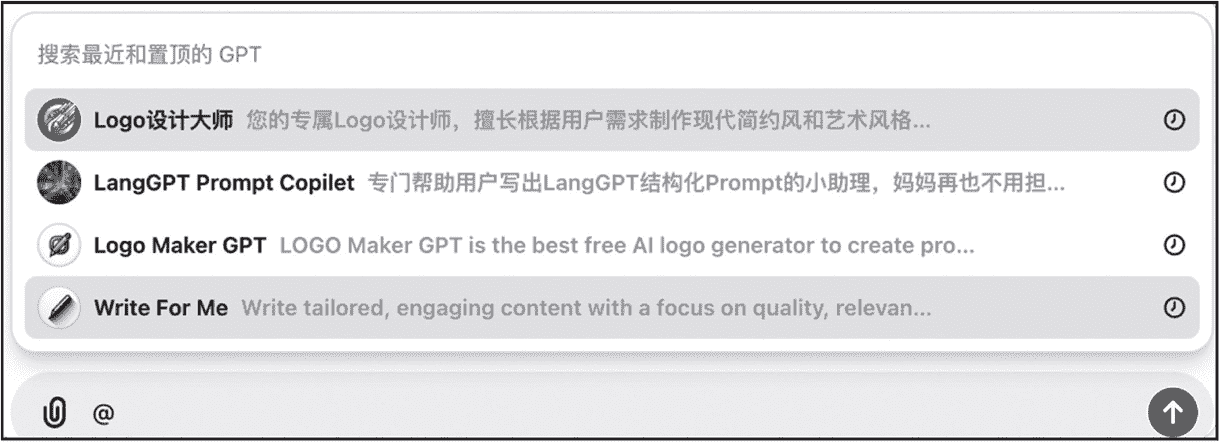 搜索最近和置顶的 GPT
Logo设计大师 您的专属Logo设计师，擅长根据用户需求制作现代简约风和艺术风格...
LangGPT Prompt Copilet 专门帮助用户写出LangGPT结构化Prompt的小助理，妈妈再也不用担...
Logo Maker GPT LOGO Maker GPT is the best free AI logo generator to create pro...
Write For Me Write tailored, engaging content with a focus on quality, relevan...
@